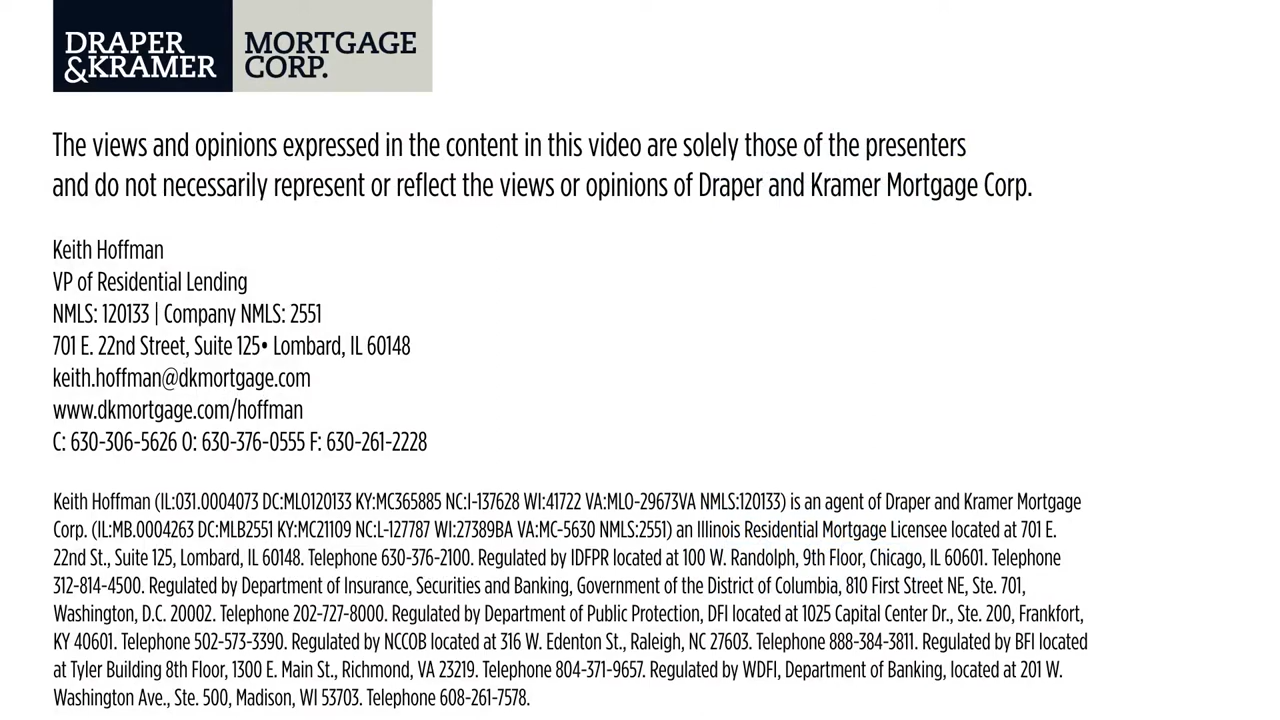 DRAPER
&KRAMER
MORTGAGE
CORP.
The views and opinions expressed in the content in this video are solely those of the presenters
and do not necessarily represent or reflect the views or opinions of Draper and Kramer Mortgage Corp.
Keith Hoffman
VP of Residential Lending
NMLS: 120133 | Company NMLS: 2551
701 E. 22nd Street, Suite 125• Lombard, IL 60148
keith.hoffman@dkmortgage.com
www.dkmortgage.com/hoffman
C: 630-306-5626 O: 630-376-0555 F: 630-261-2228
Keith Hoffman (IL:031.0004073 DC:MLO120133 KY:MC365885 NC:I-137628 WI:41722 VA:MLO-29673VA NMLS:120133) is an agent of Draper and Kramer Mortgage
Corp. (IL:MB.0004263 DC:MLB2551 KY:MC21109 NC:L-127787 WI:27389BA VA:MC-5630 NMLS:2551) an Illinois Residential Mortgage Licensee located at 701 E.
22nd St., Suite 125, Lombard, IL 60148. Telephone 630-376-2100. Regulated by IDFPR located at 100 W. Randolph, 9th Floor, Chicago, IL 60601. Telephone
312-814-4500. Regulated by Department of Insurance, Securities and Banking, Government of the District of Columbia, 810 First Street NE, Ste. 701,
Washington, D.C. 20002. Telephone 202-727-8000. Regulated by Department of Public Protection, DFI located at 1025 Capital Center Dr., Ste. 200, Frankfort,
KY 40601. Telephone 502-573-3390. Regulated by NCCOB located at 316 W. Edenton St., Raleigh, NC 27603. Telephone 888-384-3811. Regulated by BFI located
at Tyler Building 8th Floor, 1300 E. Main St., Richmond, VA 23219. Telephone 804-371-9657. Regulated by WDFI, Department of Banking, located at 201 W.
Washington Ave., Ste. 500, Madison, WI 53703. Telephone 608-261-7578.